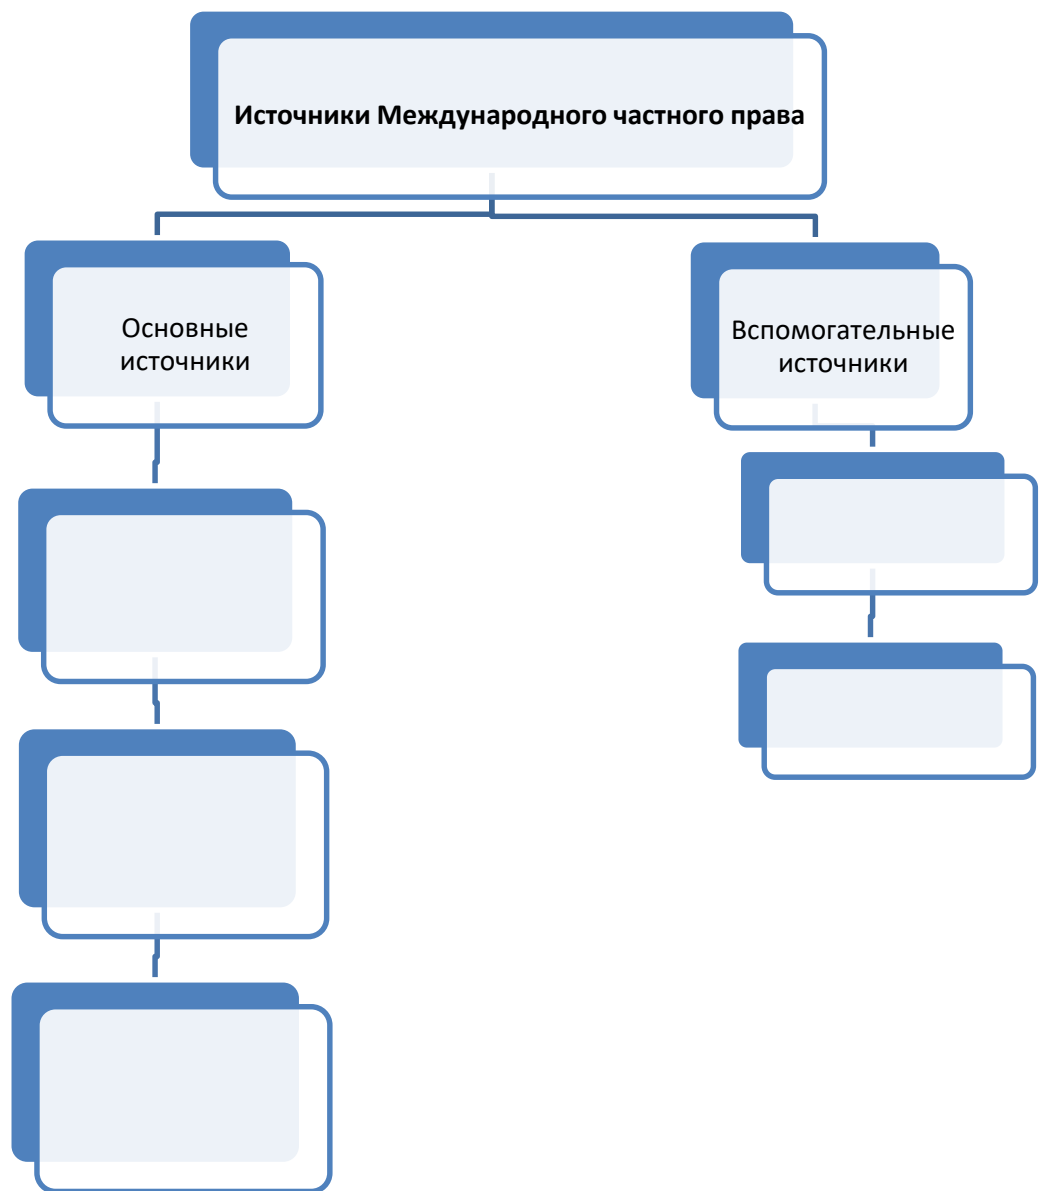 Источники Международного частного права
Основные
источники
Вспомогательные
источники